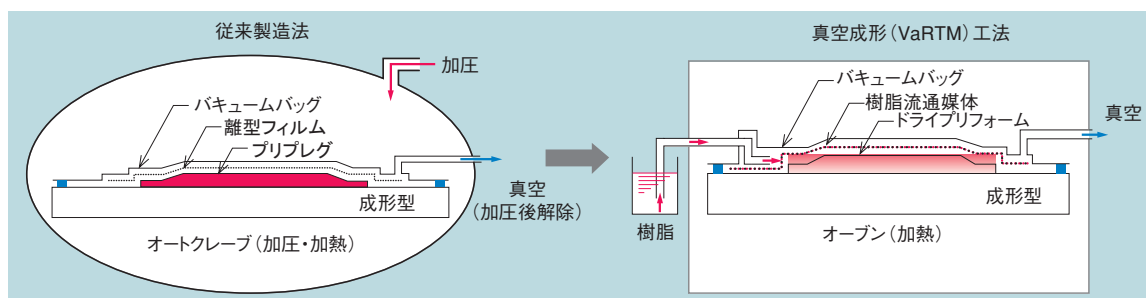 従来製造法
加圧
バキュームバッグ
離型フィルム
プリプレグ
真空
(加圧後解除)
成形型
オートクレーブ(加圧・加熱)
真空成形(VaRTM)工法
バキュームバッグ
樹脂流通媒体
ドライプリフォーム
真空
成形型
樹脂
オーブン(加熱)